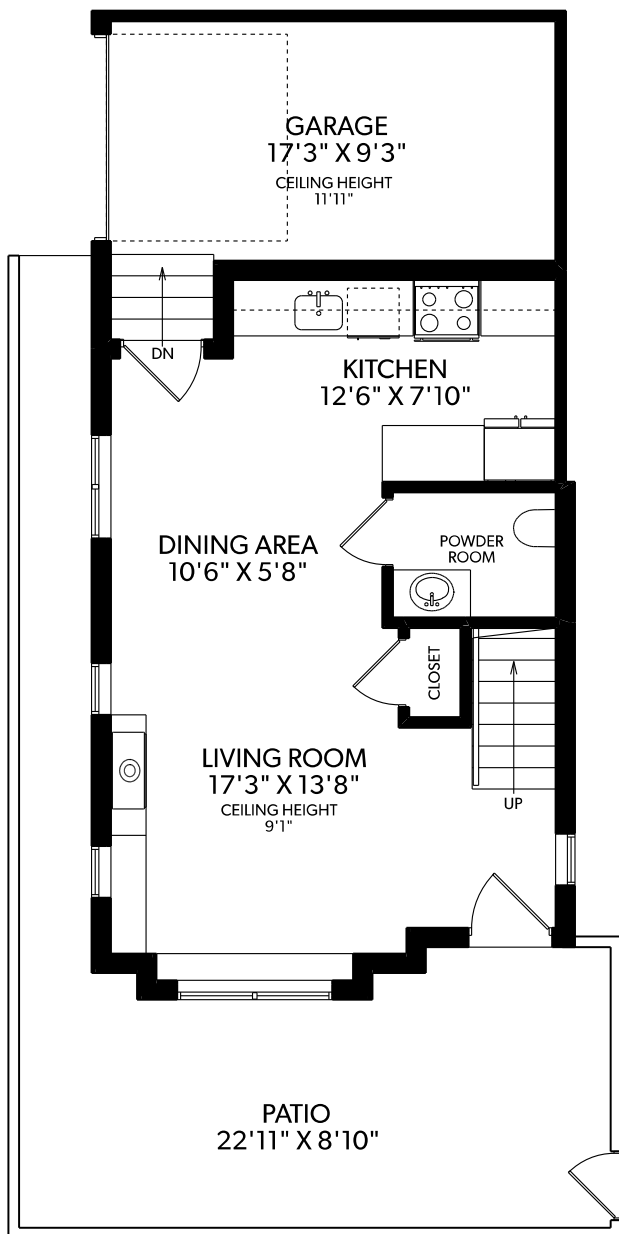 GARAGE
17'3" X 9'3"
CEILING HEIGHT
11'11"
DN
KITCHEN
12'6" X 7'10"
DINING AREA
10'6" X 5'8"
POWDER
ROOM
CLOSET
LIVING ROOM
17'3" X 13'8"
CEILING HEIGHT
9'1"
UP
PATIO
22'11" X 8'10"